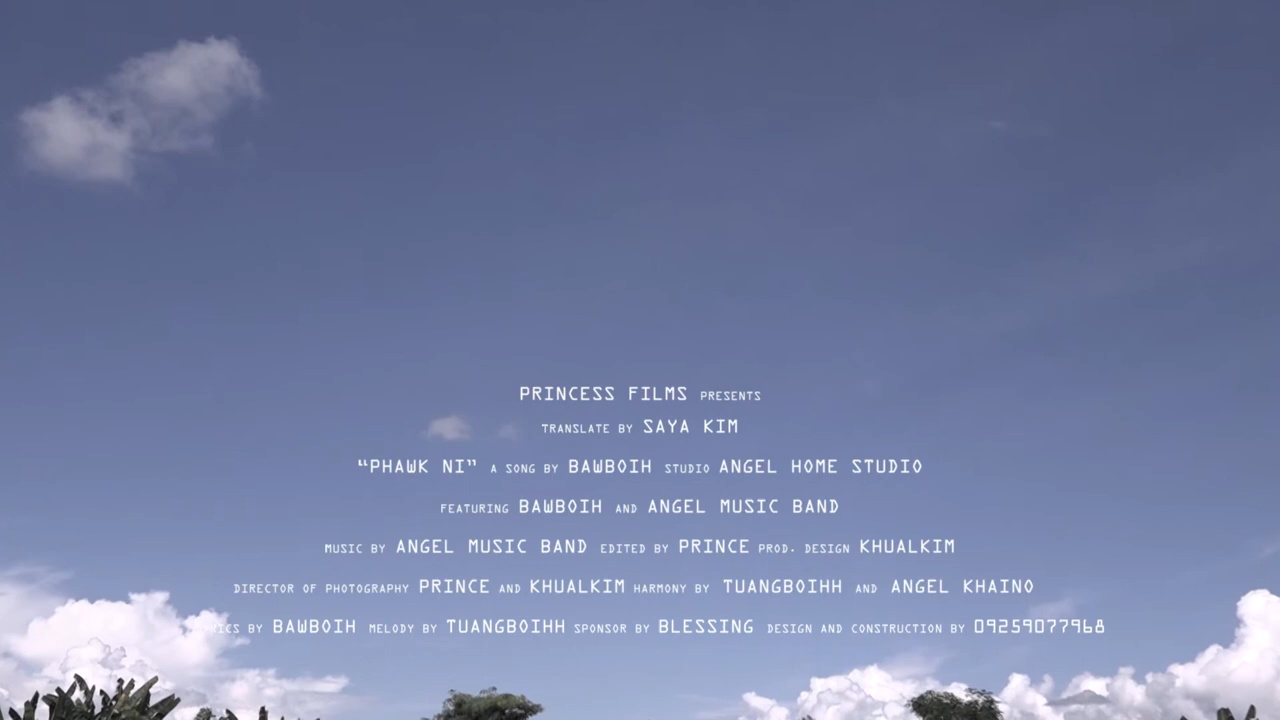 PRINCESS FILMS PRESENTS
TRANSLATE BY SAYA KIM
“PHAWK NI” A SONG BY BAWBOIH STUDIO ANGEL HOME STUDIO
FEATURING BAWBOIH AND ANGEL MUSIC BAND
MUSIC BY ANGEL MUSIC BAND EDITED BY PRINCE PROD. DESIGN KHUALKIM
DIRECTOR OF PHOTOGRAPHY PRINCE AND KHUALKIM HARMONY BY TUANGBOIHH AND ANGEL KHAINO
BY BAWBOIH MELODY BY TUANGBOIHH SPONSOR BY BLESSING DESIGN AND CONSTRUCTION BY 09259077968